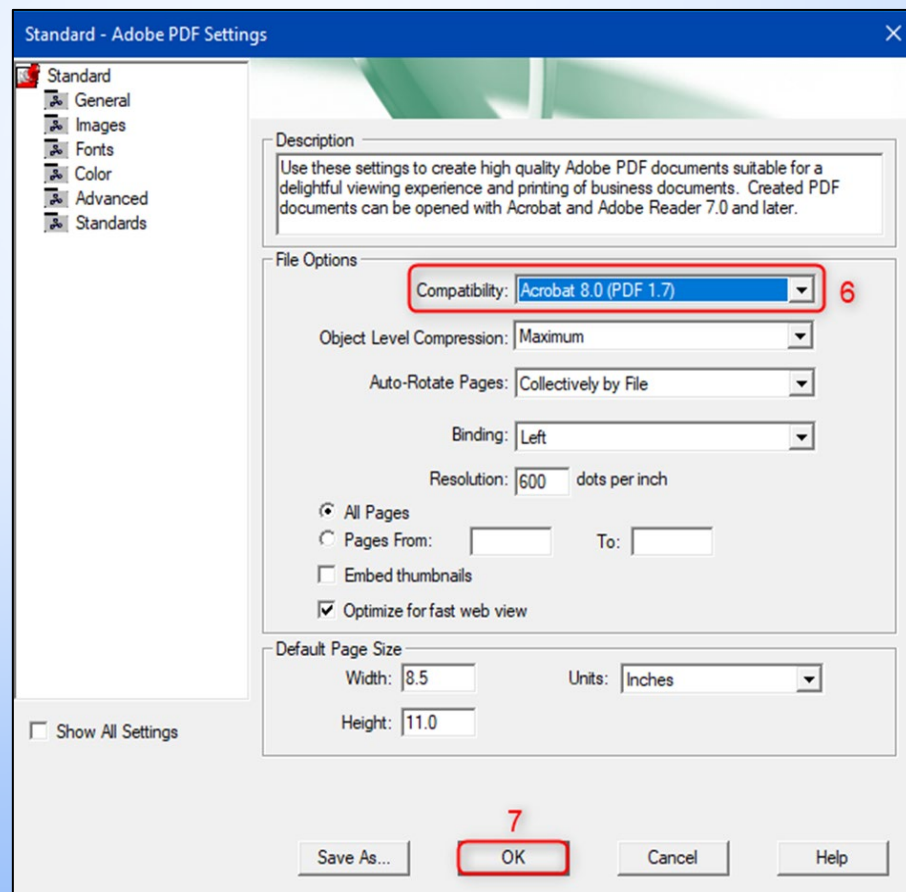 Standard - Adobe PDF Settings
Standard
General
Images
Fonts
Color
Advanced
Standards
Show All Settings
Description
Use these settings to create high quality Adobe PDF documents suitable for a
delightful viewing experience and printing of business documents. Created PDF
documents can be opened with Acrobat and Adobe Reader 7.0 and later.
File Options
Compatibility: Acrobat 8.0 (PDF 1.7) 6
Object Level Compression: Maximum
Auto-Rotate Pages: Collectively by File
Binding: Left
Resolution: 600 dots per inch
All Pages
Pages From: To:
Embed thumbnails
Optimize for fast web view
Default Page Size
Width: 8.5 Units: Inches
Height: 11.0
7
Save As... OK Cancel Help